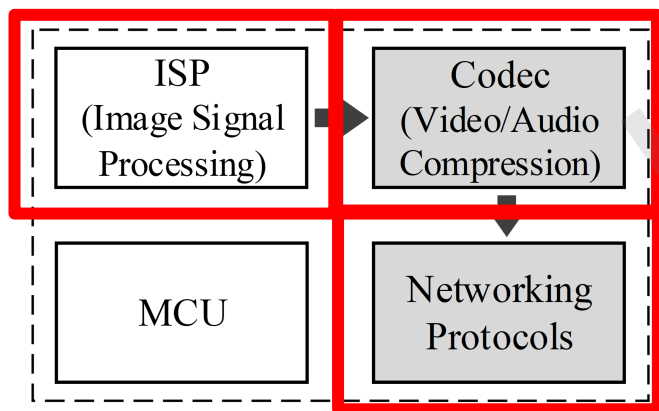 ISP
(Image Signal
Processing)
Codec
(Video/Audio
Compression)
MCU
Networking
Protocols